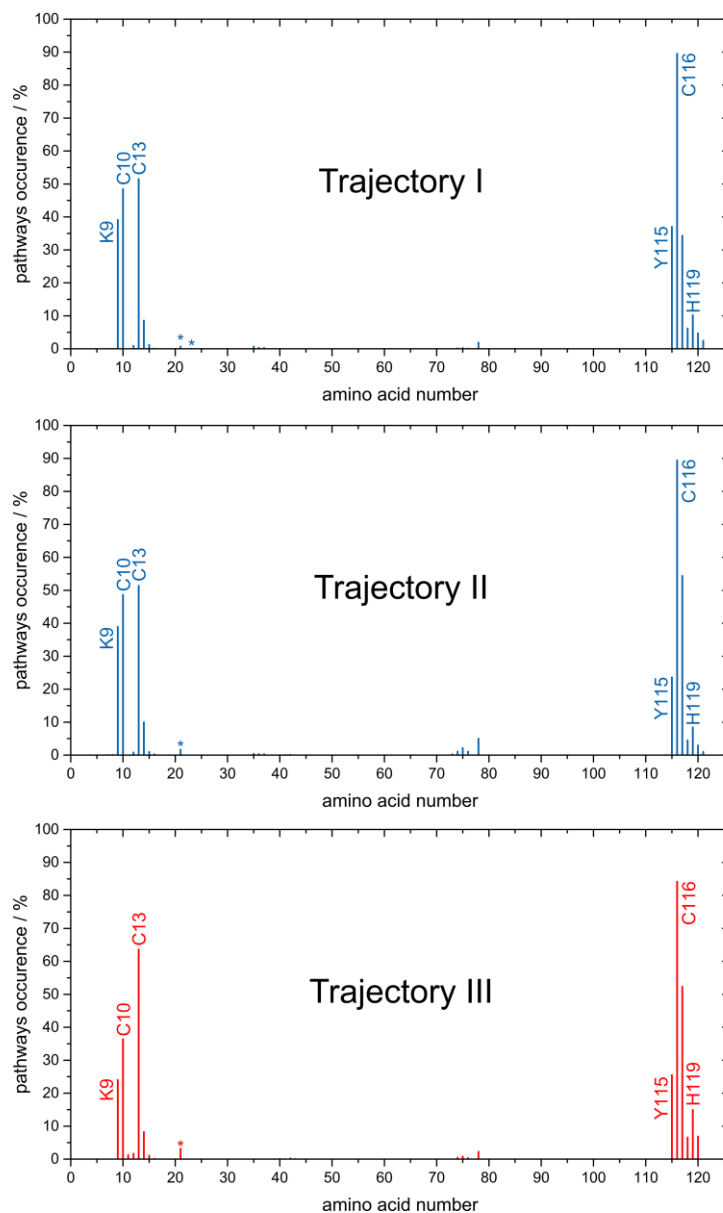 100
90
80
70
60
50
40
30
20
10
0
pathways occurence / %
K9
C10
C13
*
*
Trajectory I
Y115
C116
H119
0 10 20 30 40 50 60 70 80 90 100 110 120
amino acid number
100
90
80
70
60
50
40
30
20
10
0
pathways occurence / %
K9
C10
C13
*
Trajectory II
Y115
C116
H119
0 10 20 30 40 50 60 70 80 90 100 110 120
amino acid number
100
90
80
70
60
50
40
30
20
10
0
pathways occurence / %
K9
C10
C13
*
Trajectory III
Y115
C116
H119
0 10 20 30 40 50 60 70 80 90 100 110 120
amino acid number